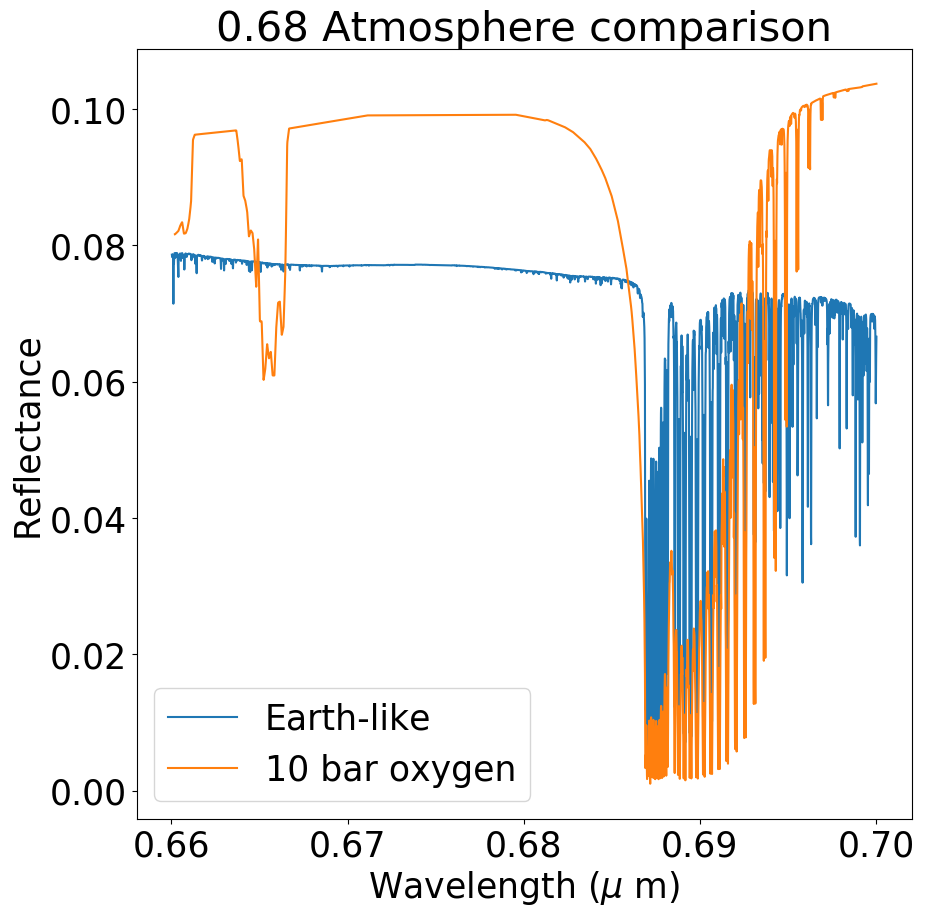 0.68 Atmosphere comparison
Reflectance
0.10
0.08
0.06
0.04
0.02
0.00
Earth-like
10 bar oxygen
0.66 0.67 0.68 0.69 0.70
Wavelength (μ m)